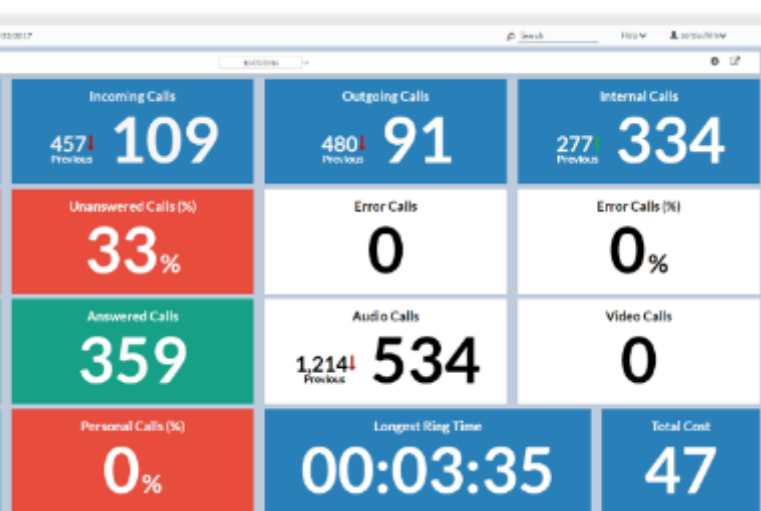 Search
Help
Incoming Calls
457 109
Previous
Outgoing Calls
480 91
Previous
Internal Calls
277 334
Previous
Unanswered Calls (%)
33%
Error Calls
0
Error Calls (%)
0%
Answered Calls
359
Audio Calls
1,214 534
Previous
Video Calls
0
Personal Calls (%)
0%
Longest Ring Time
00:03:35
Total Cost
47